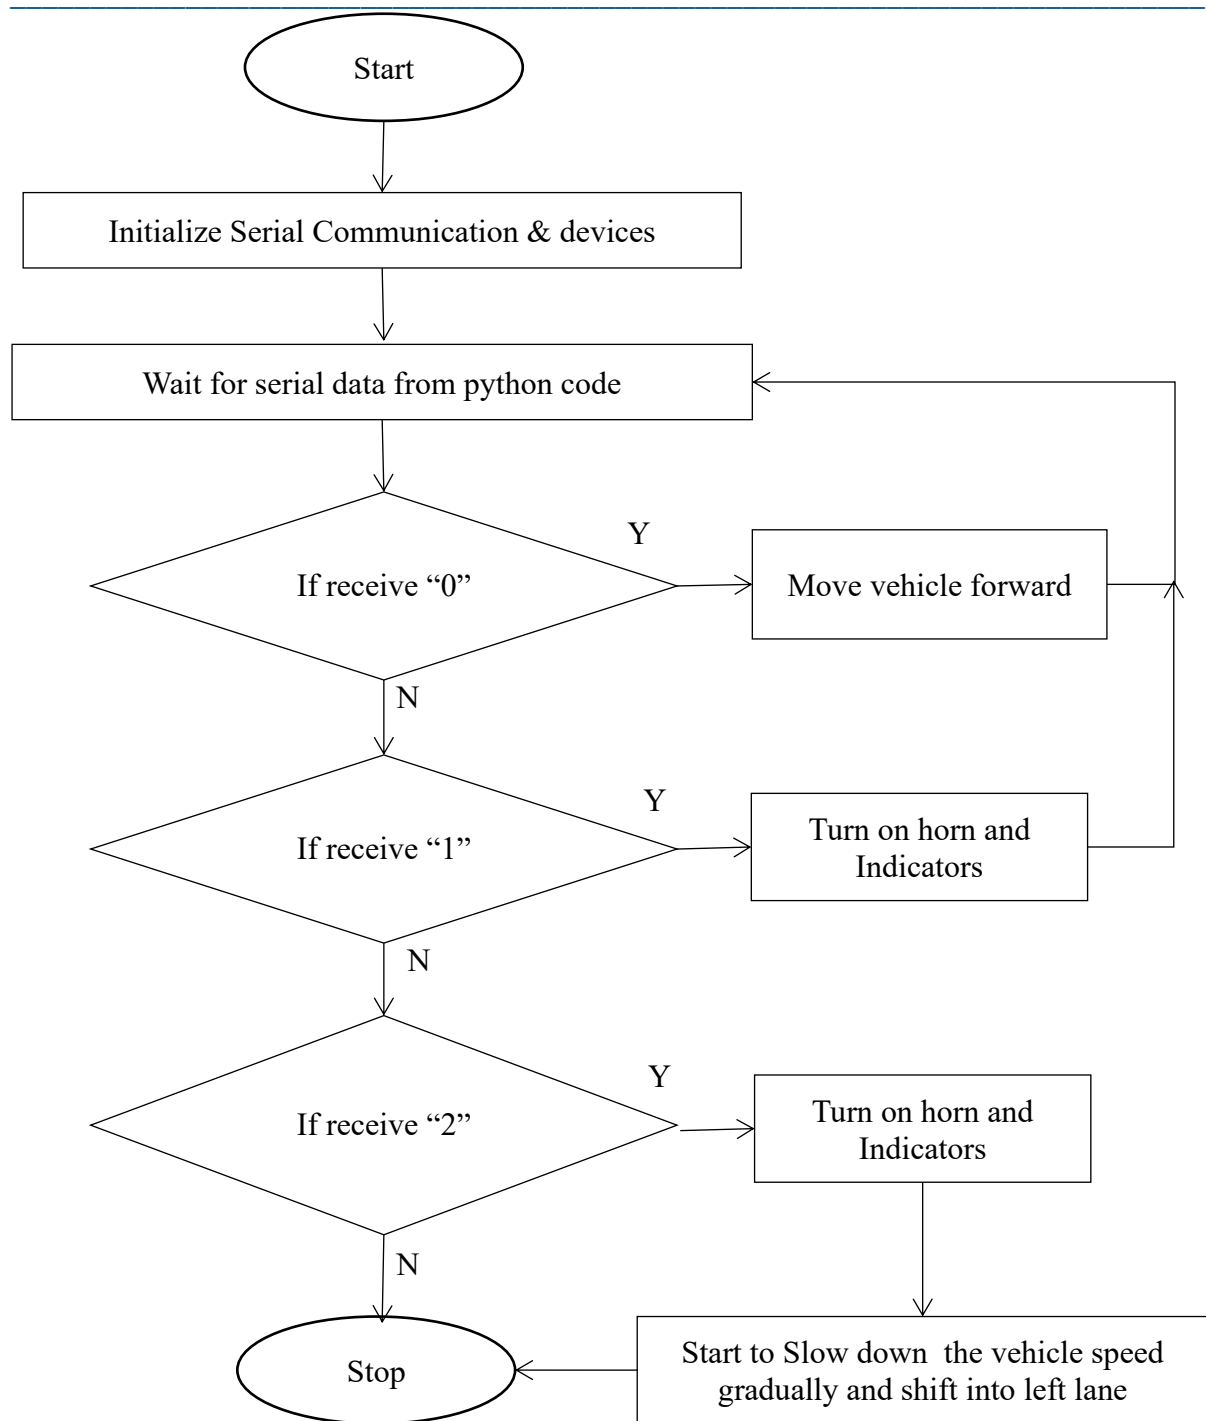 Start
Initialize Serial Communication & devices
Wait for serial data from python code
If receive “0”
Y
Move vehicle forward
N
If receive “1”
Y
Turn on horn and
Indicators
N
If receive “2”
Y
Turn on horn and
Indicators
N
Stop
Start to Slow down  the vehicle speed
gradually and shift into left lane